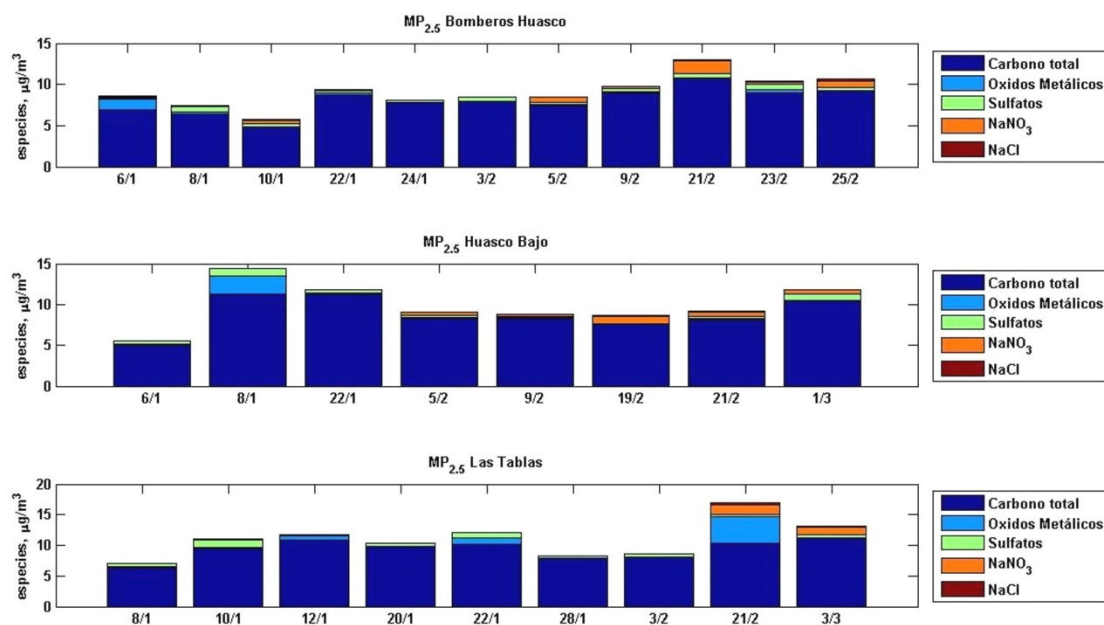 MP2.5 Bomberos Huasco
15
10
5
0
especies, µg/m3
6/1 8/1 10/1 22/1 24/1 3/2 5/2 9/2 21/2 23/2 25/2
Carbono total
Oxidos Metálicos
Sulfatos
NaNO3
NaCl
MP2.5 Huasco Bajo
15
10
5
0
especies, µg/m3
6/1 8/1 22/1 5/2 9/2 19/2 21/2 1/3
Carbono total
Oxidos Metálicos
Sulfatos
NaNO3
NaCl
MP2.5 Las Tablas
20
15
10
5
0
especies, µg/m3
8/1 10/1 12/1 20/1 22/1 28/1 3/2 21/2 3/3
Carbono total
Oxidos Metálicos
Sulfatos
NaNO3
NaCl